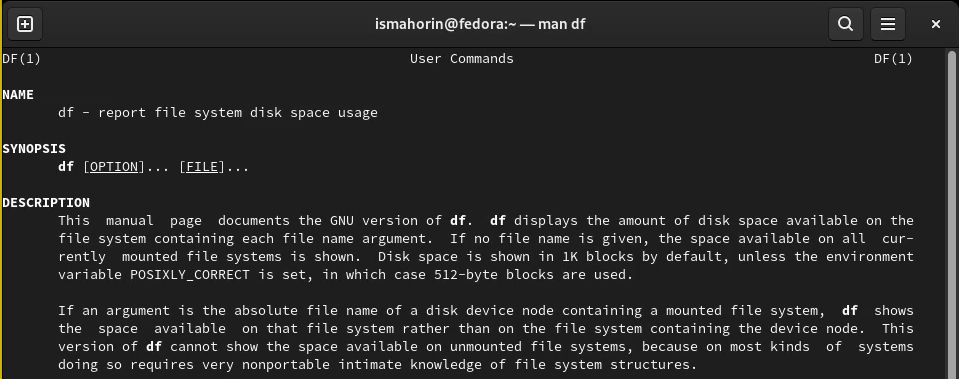 ismahorin@fedora:~ — man df
DF(1) User Commands DF(1)
NAME
df - report file system disk space usage
SYNOPSIS
df [OPTION]... [FILE]...
DESCRIPTION
This manual page documents the GNU version of df. df displays the amount of disk space available on the
file system containing each file name argument. If no file name is given, the space available on all cur-
rently mounted file systems is shown. Disk space is shown in 1K blocks by default, unless the environment
variable POSIXLY_CORRECT is set, in which case 512-byte blocks are used.
If an argument is the absolute file name of a disk device node containing a mounted file system, df shows
the space available on that file system rather than on the file system containing the device node. This
version of df cannot show the space available on unmounted file systems, because on most kinds of systems
doing so requires very nonportable intimate knowledge of file system structures.